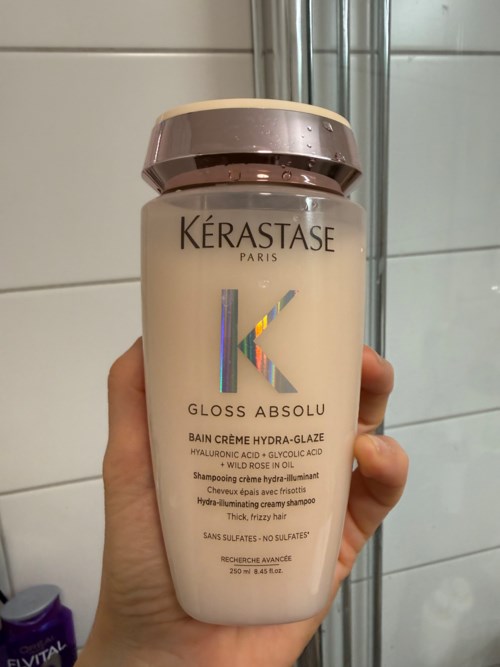 KÉRASTASE
PARIS
K
GLOSS ABSOLU
BAIN CRÈME HYDRA-GLAZE
HYALURONIC ACID + GLYCOLIC ACID
+ WILD ROSE IN OIL
Shampooing crème hydra-illuminant
Cheveux épais avec frisottis
Hydra-illuminating creamy shampoo
Thick, frizzy hair
SANS SULFATES - NO SULFATES*
RECHERCHE AVANCÉE
250 ml 8.45 fl.oz.
ELVITAL